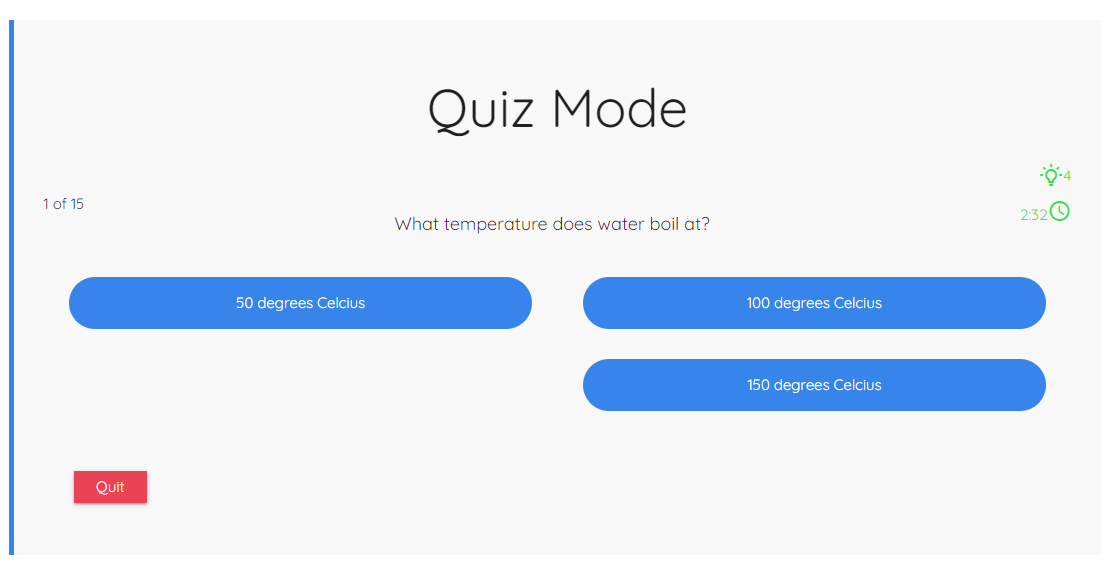 Quiz Mode
4
1 of 15
2:32
What temperature does water boil at?
50 degrees Celcius
100 degrees Celcius
150 degrees Celcius
Quit